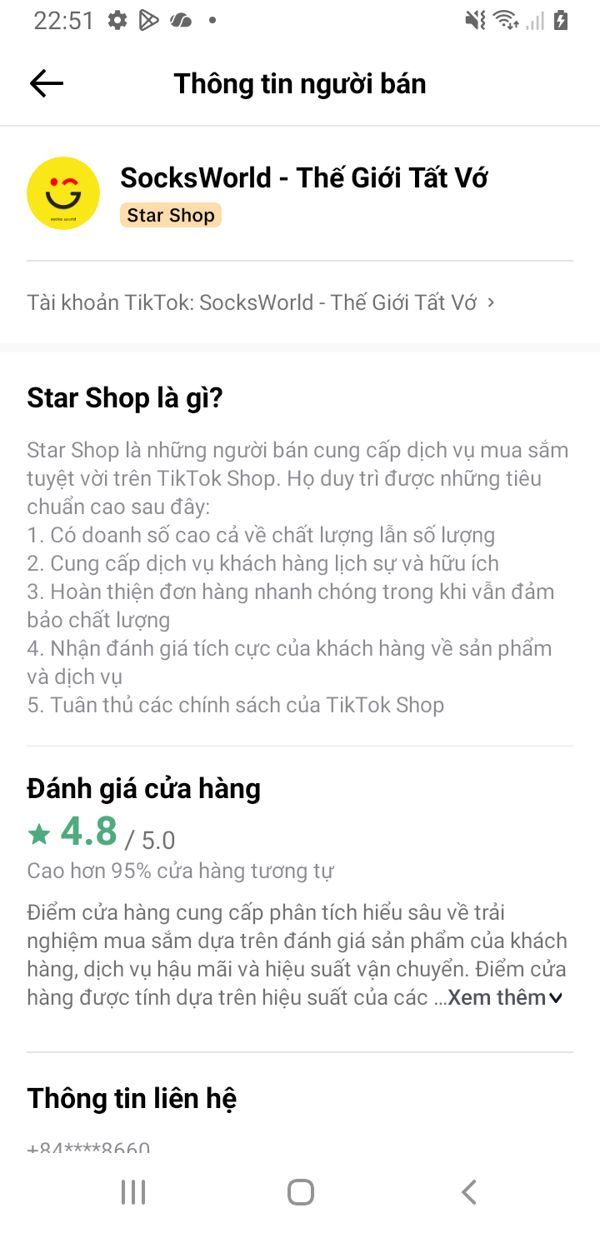 22:51
Thông tin người bán
SocksWorld - Thế Giới Tất Vớ
Star Shop
Tài khoản TikTok: SocksWorld - Thế Giới Tất Vớ
Star Shop là gì?
Star Shop là những người bán cung cấp dịch vụ mua sắm
tuyệt vời trên TikTok Shop. Họ duy trì được những tiêu
chuẩn cao sau đây:
1. Có doanh số cao cả về chất lượng lẫn số lượng
2. Cung cấp dịch vụ khách hàng lịch sự và hữu ích
3. Hoàn thiện đơn hàng nhanh chóng trong khi vẫn đảm
bảo chất lượng
4. Nhận đánh giá tích cực của khách hàng về sản phẩm
và dịch vụ
5. Tuân thủ các chính sách của TikTok Shop
Đánh giá cửa hàng
4.8 / 5.0
Cao hơn 95% cửa hàng tương tự
Điểm cửa hàng cung cấp phân tích hiểu sâu về trải
nghiệm mua sắm dựa trên đánh giá sản phẩm của khách
hàng, dịch vụ hậu mãi và hiệu suất vận chuyển. Điểm cửa
hàng được tính dựa trên hiệu suất của các ...Xem thêm
Thông tin liên hệ
+84****8660